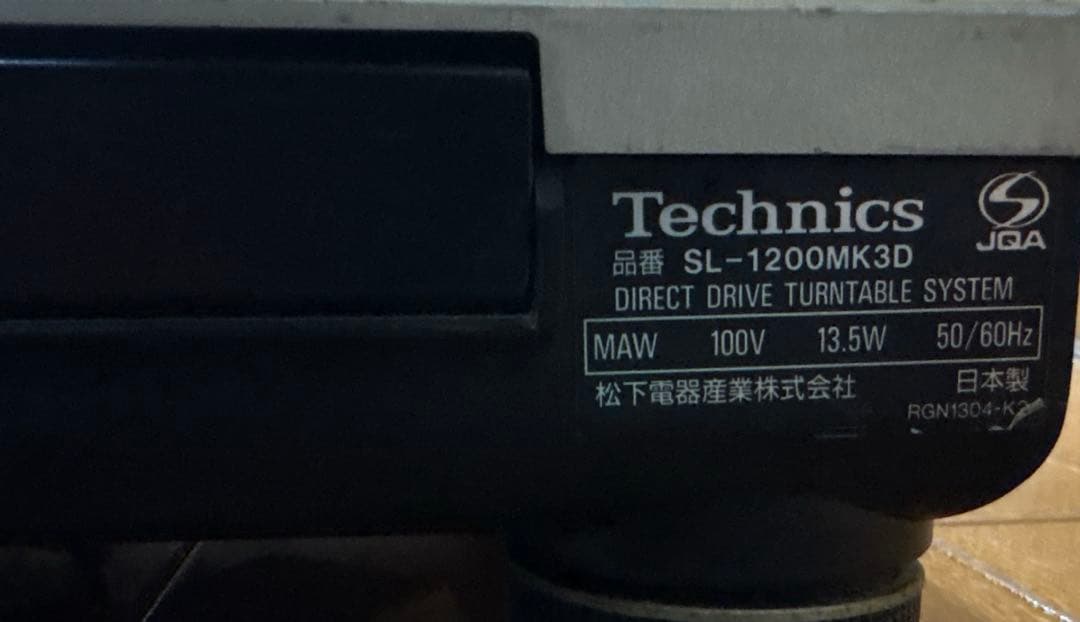 Technics
JQA
品番 SL-1200MK3D
DIRECT DRIVE TURNTABLE SYSTEM
MAW 100V 13.5W 50/60Hz
松下電器産業株式会社 日本製